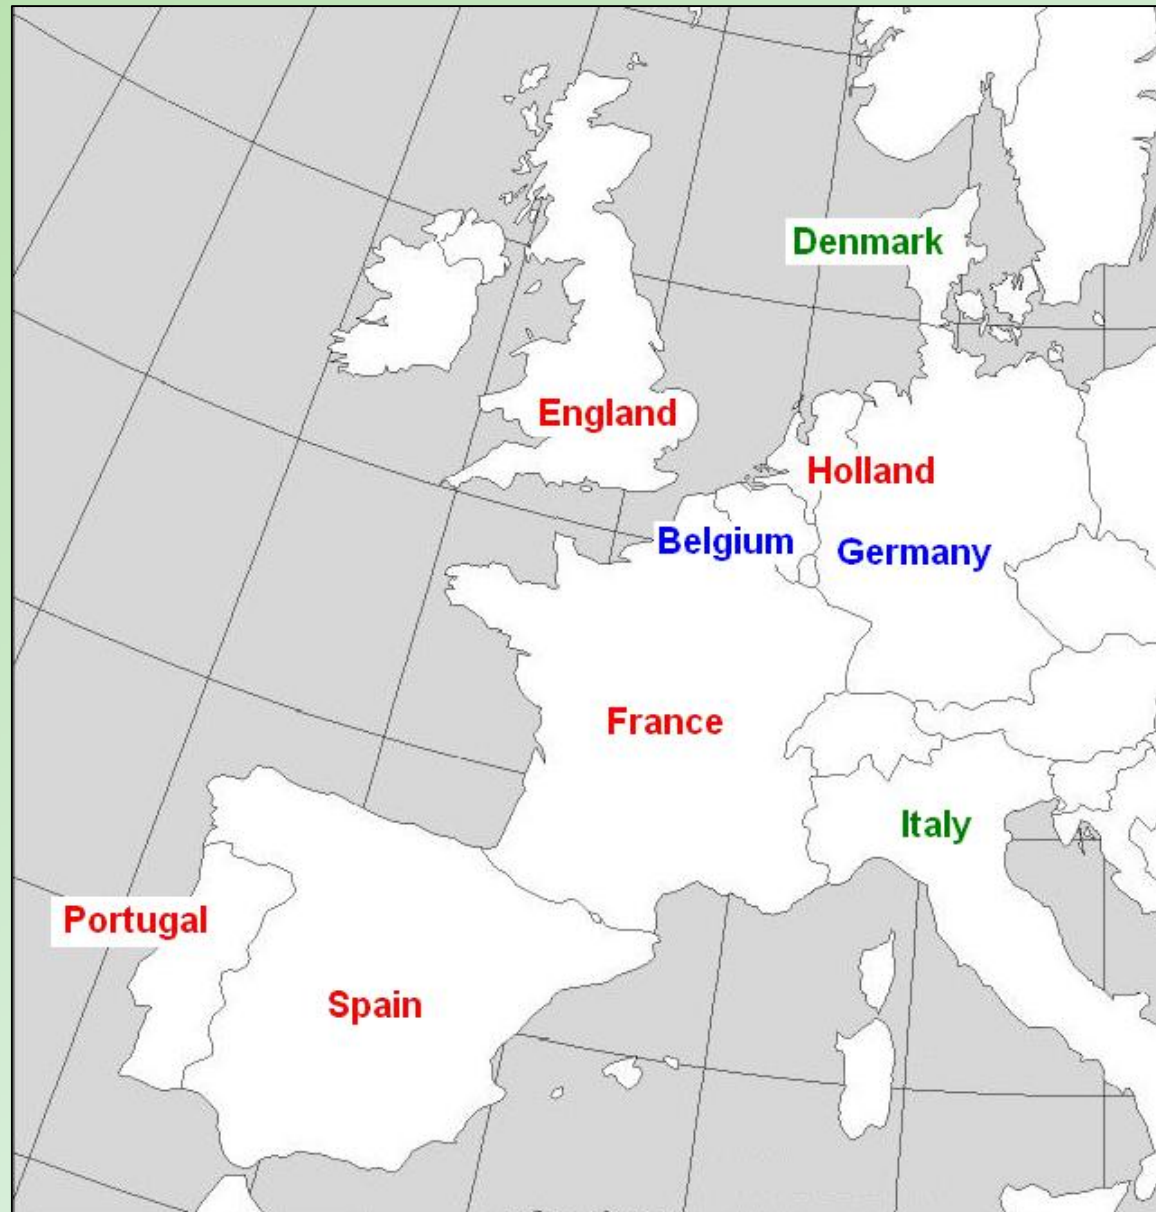 Denmark
England
Holland
Belgium
Germany
France
Italy
Portugal
Spain